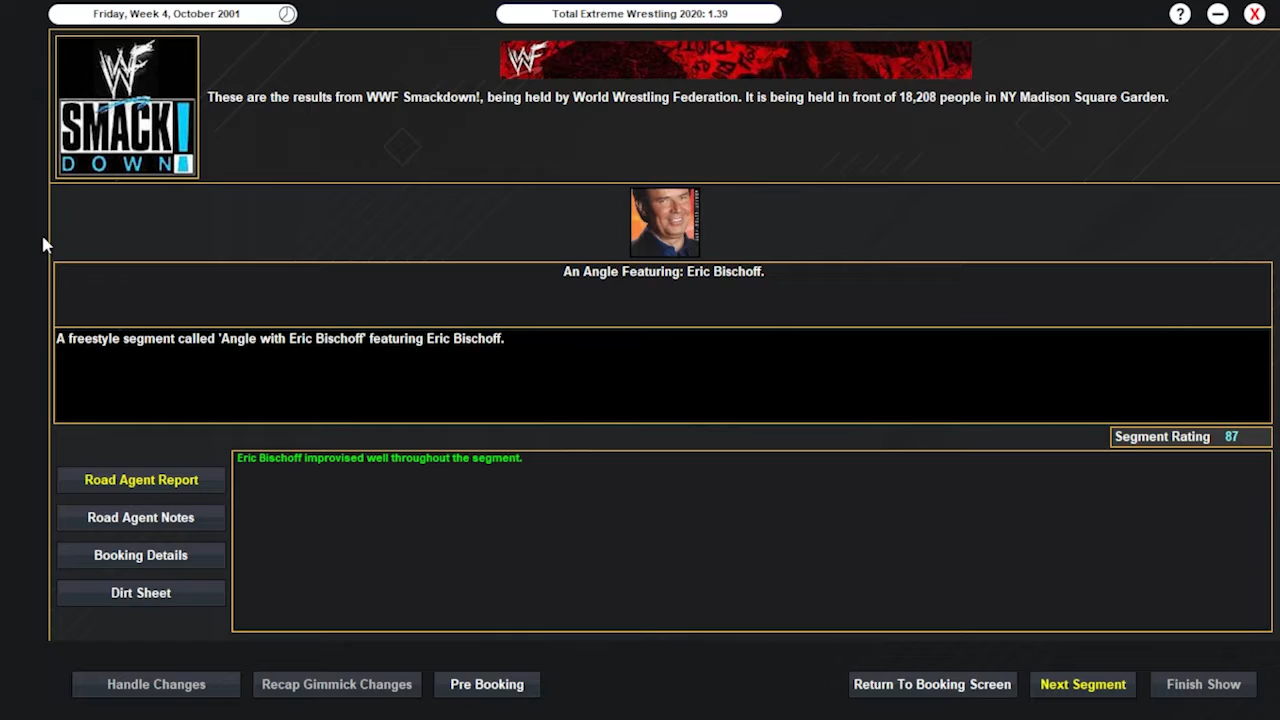 Friday, Week 4, October 2001
Total Extreme Wrestling 2020: 1.39
?
X
WF
SMACK
DOWN!
WF
These are the results from WWF Smackdown!, being held by World Wrestling Federation. It is being held in front of 18,208 people in NY Madison Square Garden.
An Angle Featuring: Eric Bischoff.
A freestyle segment called 'Angle with Eric Bischoff' featuring Eric Bischoff.
Segment Rating 87
Road Agent Report
Road Agent Notes
Booking Details
Dirt Sheet
Eric Bischoff improvised well throughout the segment.
Handle Changes
Recap Gimmick Changes
Pre Booking
Return To Booking Screen
Next Segment
Finish Show